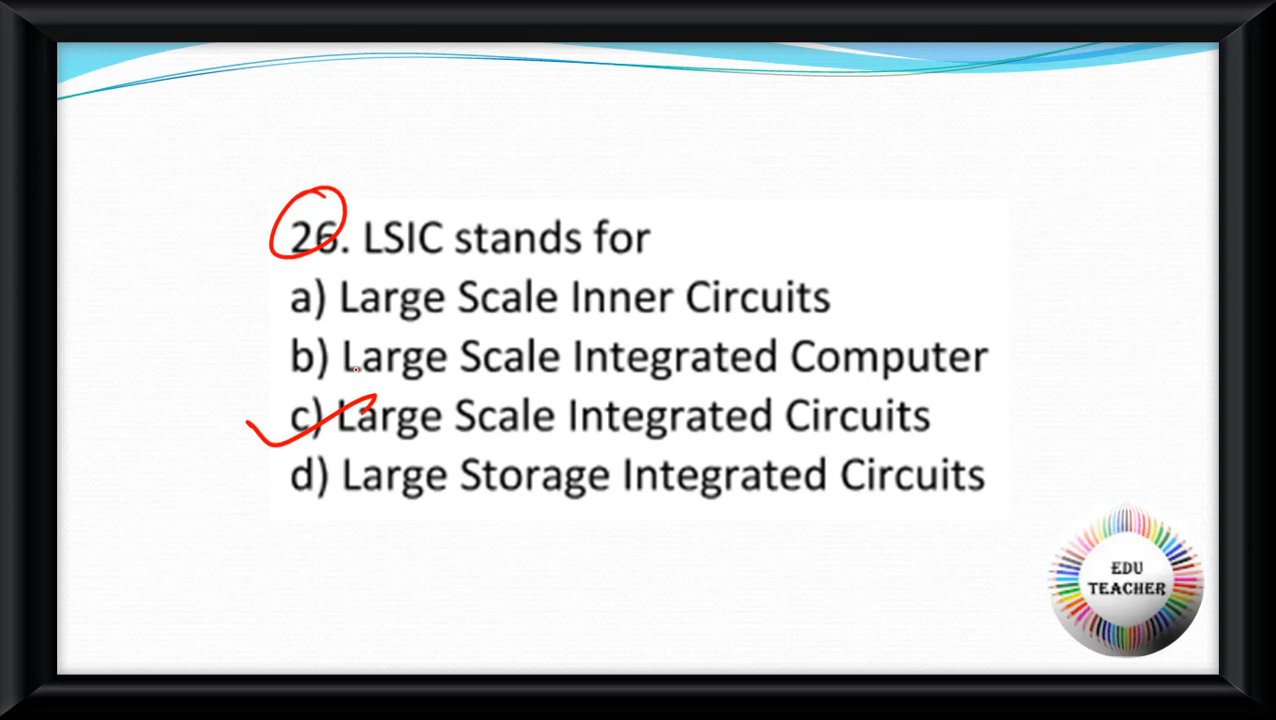 26. LSIC stands for
a) Large Scale Inner Circuits
b) Large Scale Integrated Computer
c) Large Scale Integrated Circuits
d) Large Storage Integrated Circuits
EDU
TEACHER